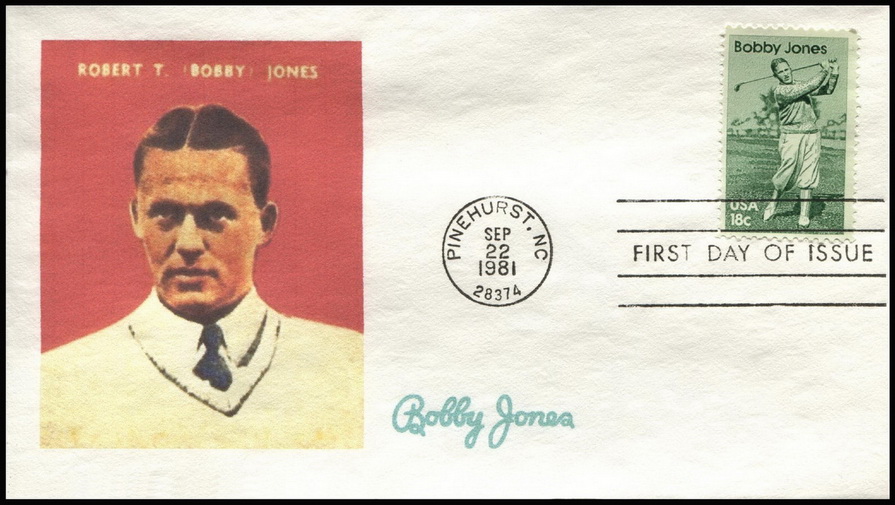 ROBERT T. (BOBBY) JONES
Bobby Jones
USA
18c
PINEHURST, NC
SEP
22
1981
28374
FIRST DAY OF ISSUE
Bobby Jones